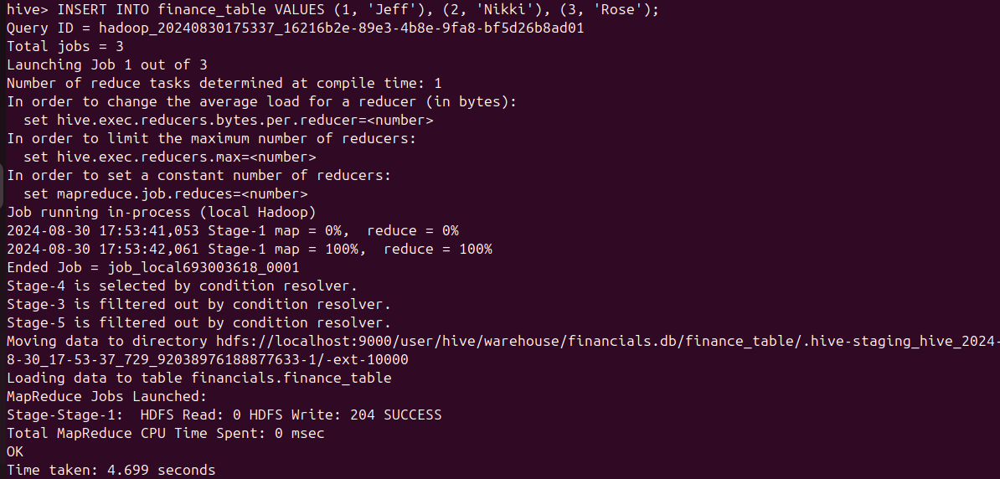 hive> INSERT INTO finance_table VALUES (1, 'Jeff'), (2, 'Nikki'), (3, 'Rose');
Query ID = hadoop_20240830175337_16216b2e-89e3-4b8e-9fa8-bf5d26b8ad01
Total jobs = 3
Launching Job 1 out of 3
Number of reduce tasks determined at compile time: 1
In order to change the average load for a reducer (in bytes):
  set hive.exec.reducers.bytes.per.reducer=<number>
In order to limit the maximum number of reducers:
  set hive.exec.reducers.max=<number>
In order to set a constant number of reducers:
  set mapreduce.job.reduces=<number>
Job running in-process (local Hadoop)
2024-08-30 17:53:41,053 Stage-1 map = 0%,  reduce = 0%
2024-08-30 17:53:42,061 Stage-1 map = 100%,  reduce = 100%
Ended Job = job_local693003618_0001
Stage-4 is selected by condition resolver.
Stage-3 is filtered out by condition resolver.
Stage-5 is filtered out by condition resolver.
Moving data to directory hdfs://localhost:9000/user/hive/warehouse/financials.db/finance_table/.hive-staging_hive_2024-
8-30_17-53-37_729_92038976188877633-1/-ext-10000
Loading data to table financials.finance_table
MapReduce Jobs Launched:
Stage-Stage-1:  HDFS Read: 0 HDFS Write: 204 SUCCESS
Total MapReduce CPU Time Spent: 0 msec
OK
Time taken: 4.699 seconds